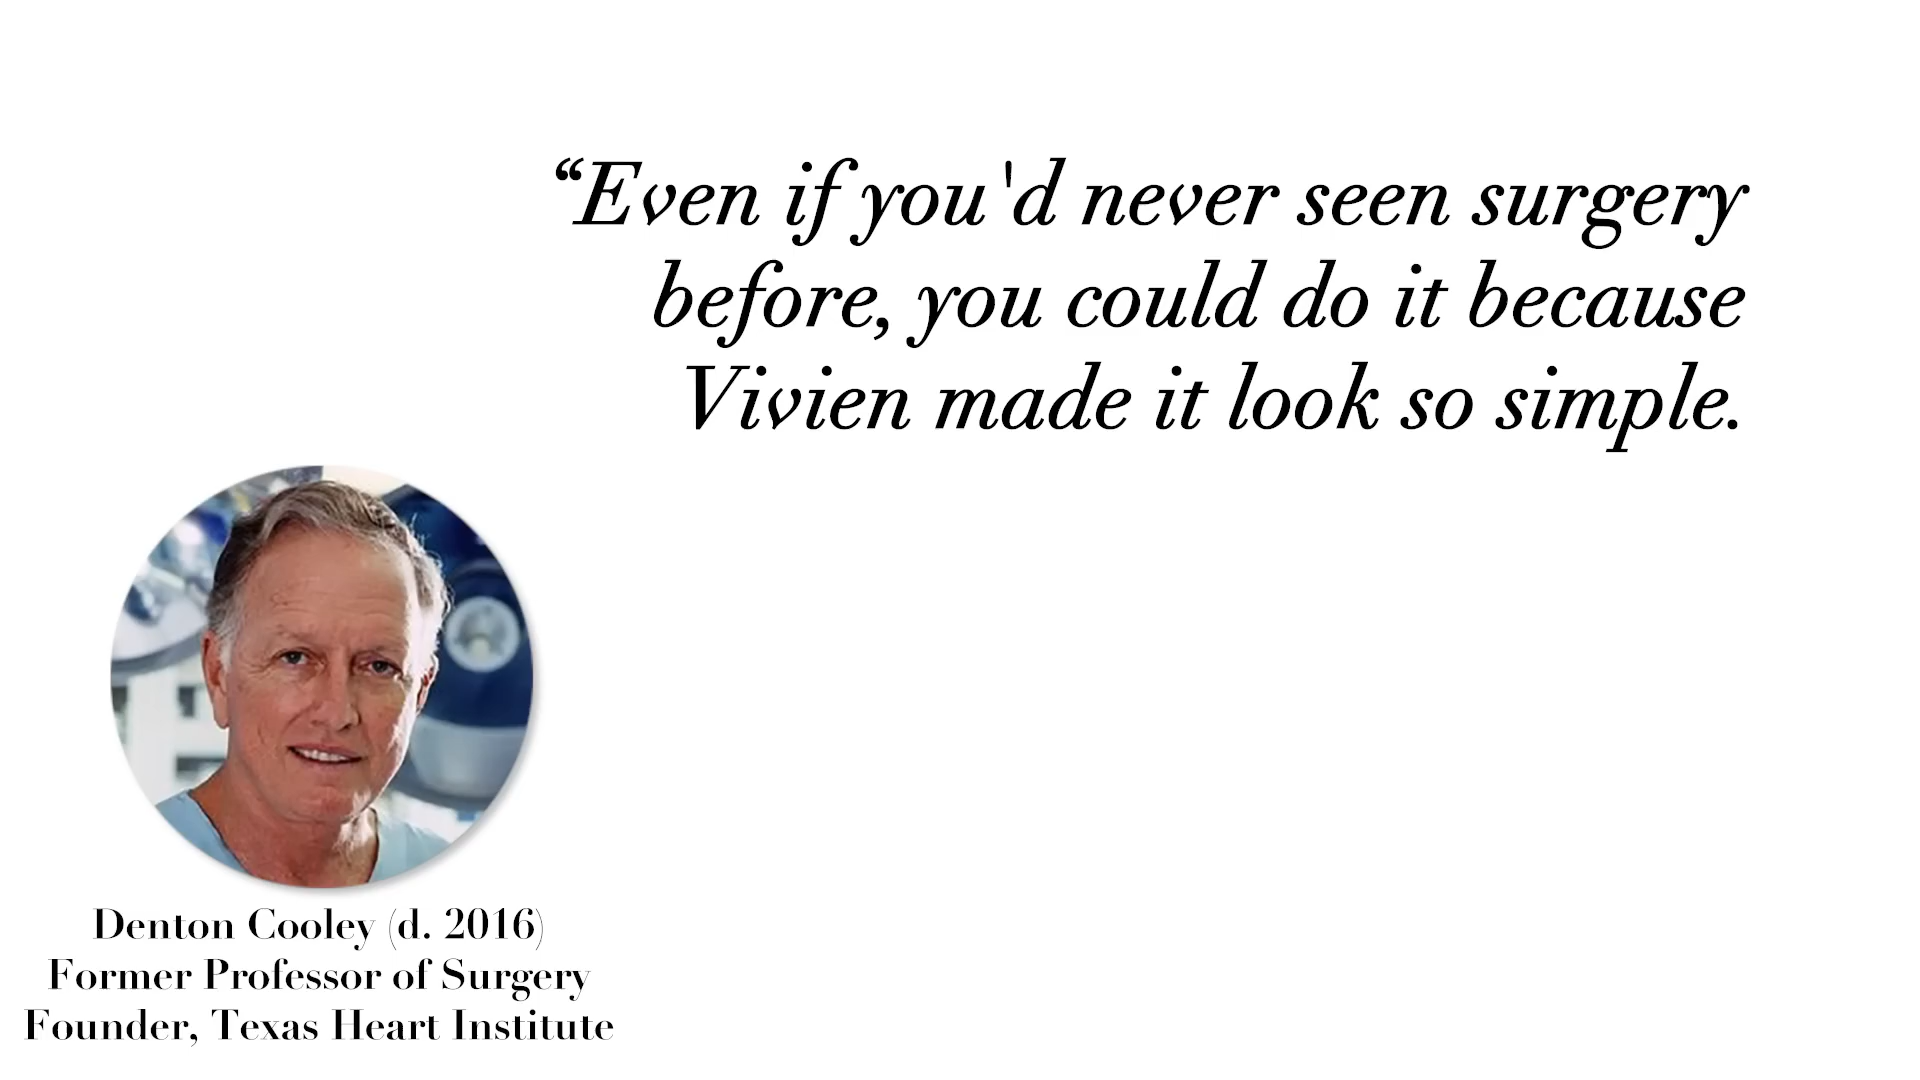 “Even if you'd never seen surgery
before, you could do it because
Vivien made it look so simple.
Denton Cooley (d. 2016)
Former Professor of Surgery
Founder, Texas Heart Institute